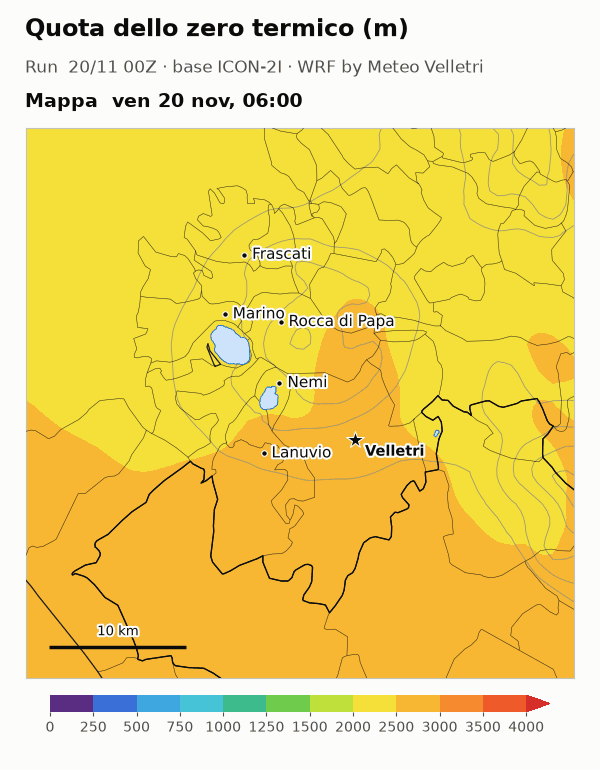 Quota dello zero termico (m)
Run 20/11 00Z · base ICON-2I · WRF by Meteo Velletri
Mappa ven 20 nov, 06:00
Frascati
Marino
Rocca di Papa
Nemi
Velletri
Lanuvio
10 km
0 250 500 750 1000 1250 1500 2000 2500 3000 3500 4000